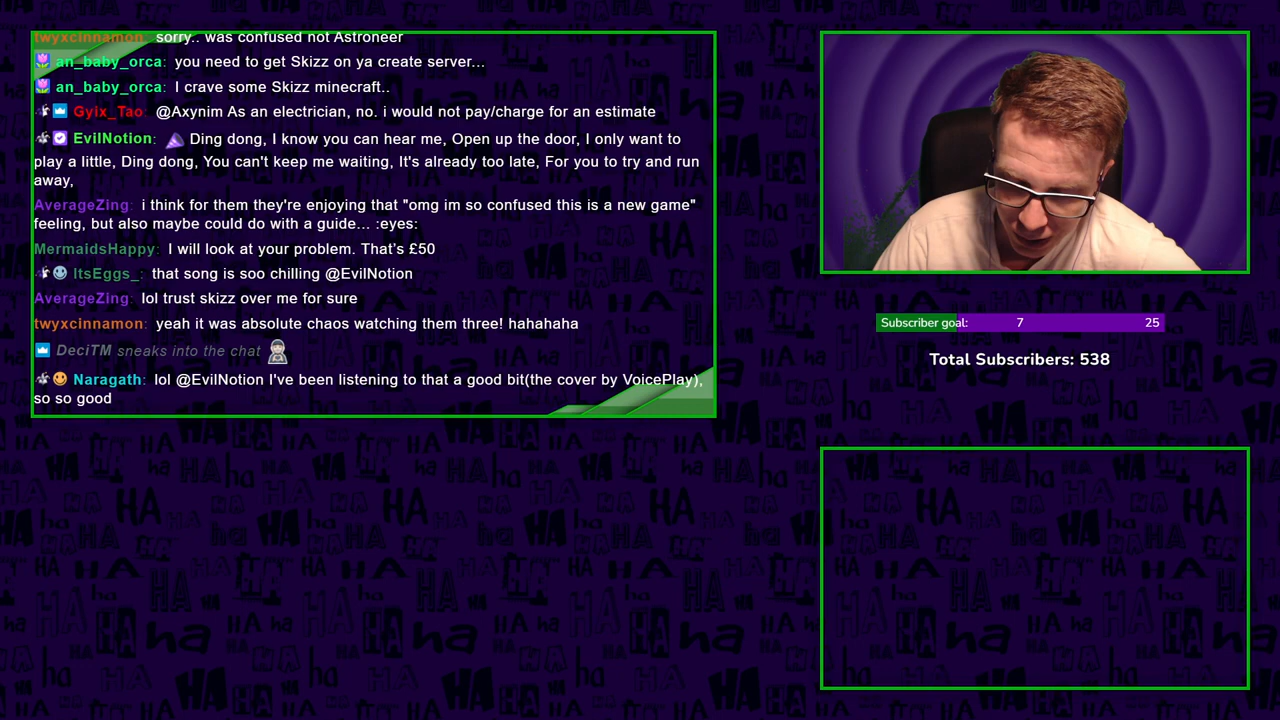 twyxcinnamon: sorry.. was confused not Astroneer
an_baby_orca: you need to get Skizz on ya create server...
an_baby_orca: I crave some Skizz minecraft..
Gylx_Tao: @Axynim As an electrician, no. i would not pay/charge for an estimate
EvilNotion: Ding dong, I know you can hear me, Open up the door, I only want to
play a little, Ding dong, You can't keep me waiting, It's already too late, For you to try and run
away,
AverageZing: i think for them they're enjoying that "omg im so confused this is a new game"
feeling, but also maybe could do with a guide... :eyes:
MermaidsHappy: I will look at your problem. That's £50
ItsEggs_: that song is soo chilling @EvilNotion
AverageZing: lol trust skizz over me for sure
twyxcinnamon: yeah it was absolute chaos watching them three! hahahaha
DeciTM sneaks into the chat
Naragath: lol @EvilNotion I've been listening to that a good bit(the cover by VoicePlay),
so so good
Subscriber goal: 7 25
Total Subscribers: 538